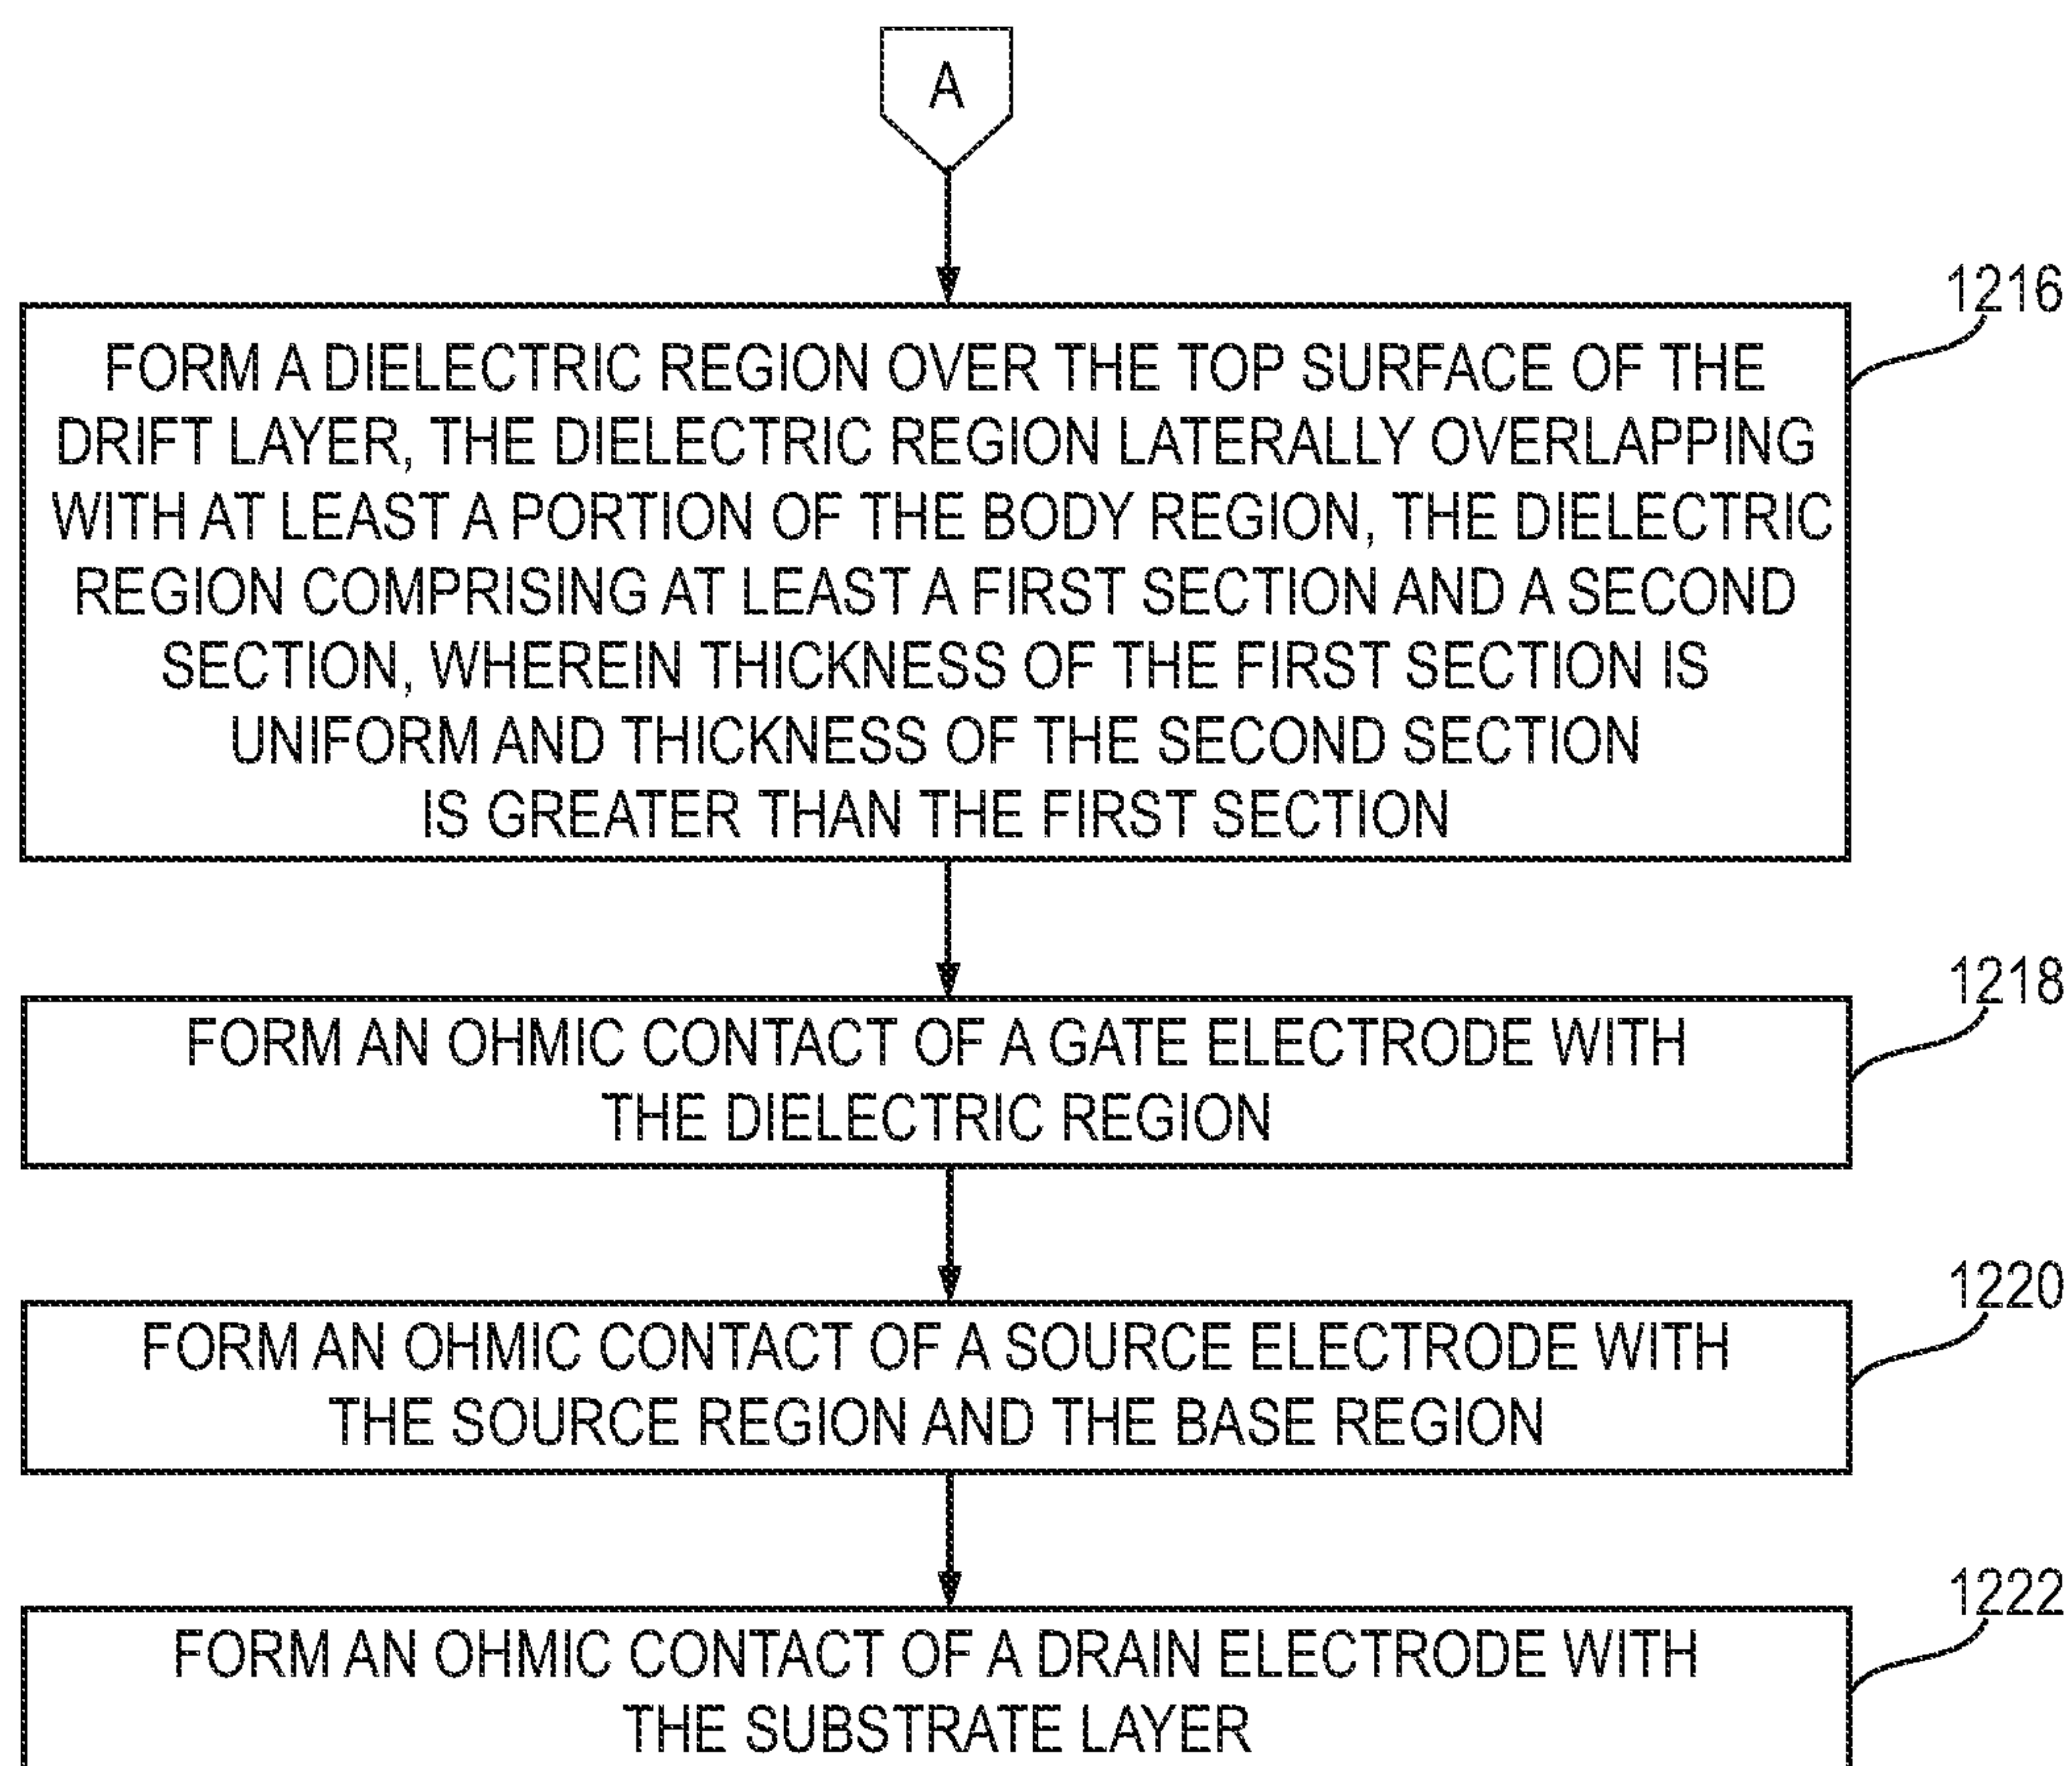 A
1216
FORM A DIELECTRIC REGION OVER THE TOP SURFACE OF THE
DRIFT LAYER, THE DIELECTRIC REGION LATERALLY OVERLAPPING
WITH AT LEAST A PORTION OF THE BODY REGION, THE DIELECTRIC
REGION COMPRISING AT LEAST A FIRST SECTION AND A SECOND
SECTION, WHEREIN THICKNESS OF THE FIRST SECTION IS
UNIFORM AND THICKNESS OF THE SECOND SECTION
IS GREATER THAN THE FIRST SECTION
1218
FORM AN OHMIC CONTACT OF A GATE ELECTRODE WITH
THE DIELECTRIC REGION
1220
FORM AN OHMIC CONTACT OF A SOURCE ELECTRODE WITH
THE SOURCE REGION AND THE BASE REGION
1222
FORM AN OHMIC CONTACT OF A DRAIN ELECTRODE WITH
THE SUBSTRATE LAYER